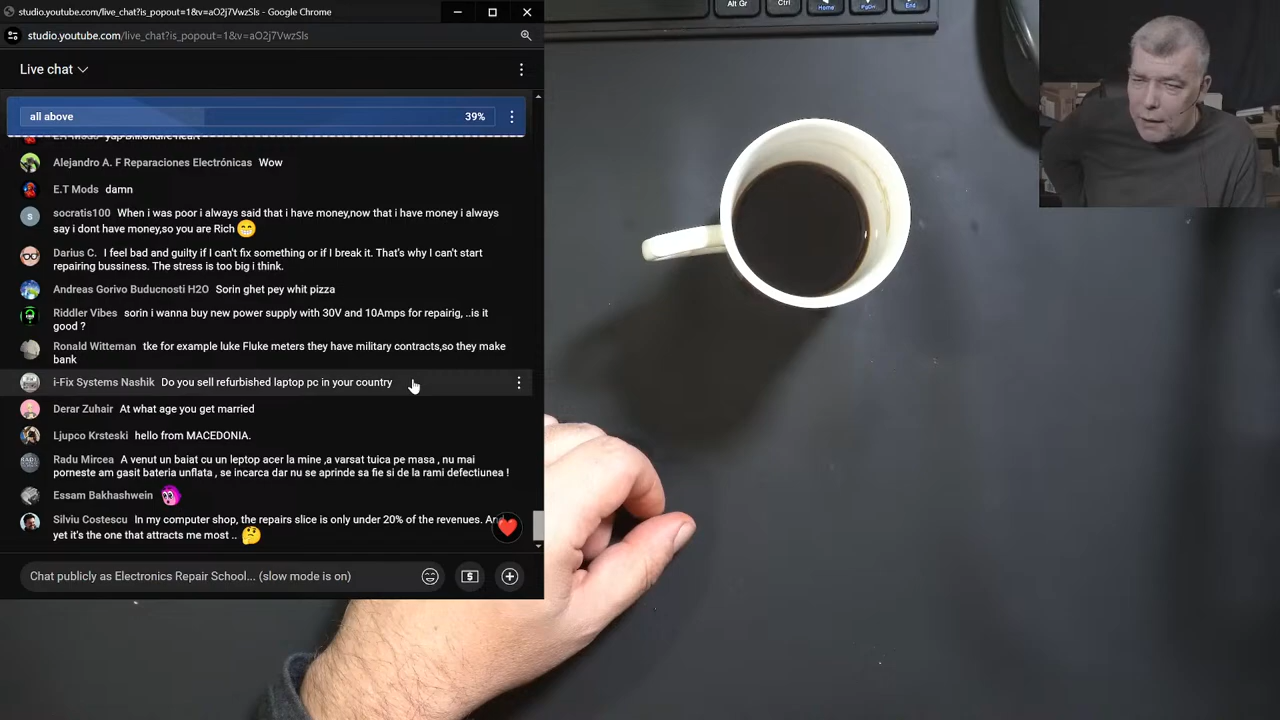 studio.youtube.com/live_chat?is_popout=1&v=aO2j7VwzSls - Google Chrome
studio.youtube.com/live_chat?is_popout=1&v=aO2j7VwzSls
Live chat
all above 39%
Alejandro A. F Reparaciones Electrónicas Wow
E.T Mods damn
socratis100 When i was poor i always said that i have money,now that i have money i always
say i dont have money,so you are Rich 😁
Darius C. I feel bad and guilty if I can't fix something or if I break it. That's why I can't start
repairing bussiness. The stress is too big i think.
Andreas Gorivo Buducnosti H2O Sorin ghet pey whit pizza
Riddler Vibes sorin i wanna buy new power supply with 30V and 10Amps for repairig, ..is it
good ?
Ronald Witteman tke for example luke Fluke meters they have military contracts,so they make
bank
i-Fix Systems Nashik Do you sell refurbished laptop pc in your country
Derar Zuhair At what age you get married
Ljupco Krsteski hello from MACEDONIA.
Radu Mircea A venut un baiat cu un leptop acer la mine ,a varsat tuica pe masa , nu mai
porneste am gasit bateria unflata , se incarca dar nu se aprinde sa fie si de la rami defectiunea !
Essam Bakhashwein
Silviu Costescu In my computer shop, the repairs slice is only under 20% of the revenues. And
yet it's the one that attracts me most .. 🤔
Chat publicly as Electronics Repair School... (slow mode is on)
Alt Gr Ctrl Home PgDn End